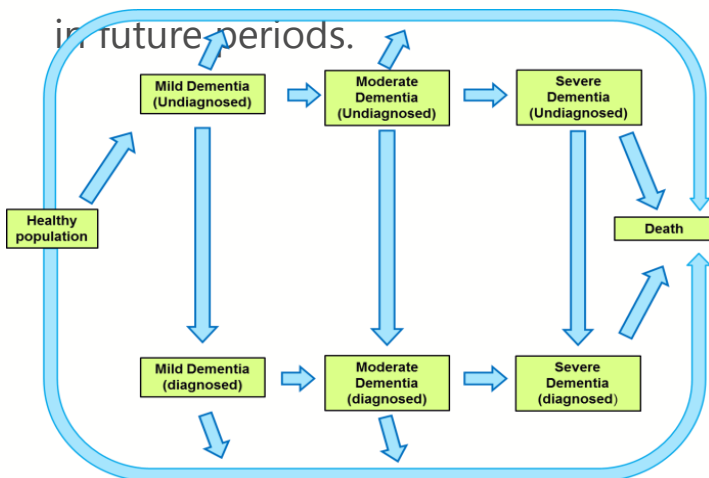 in future periods.
Mild Dementia
(Undiagnosed)
Moderate
Dementia
(Undiagnosed)
Severe
Dementia
(Undiagnosed)
Healthy
population
Death
Mild Dementia
(diagnosed)
Moderate
Dementia
(diagnosed)
Severe
Dementia
(diagnosed)